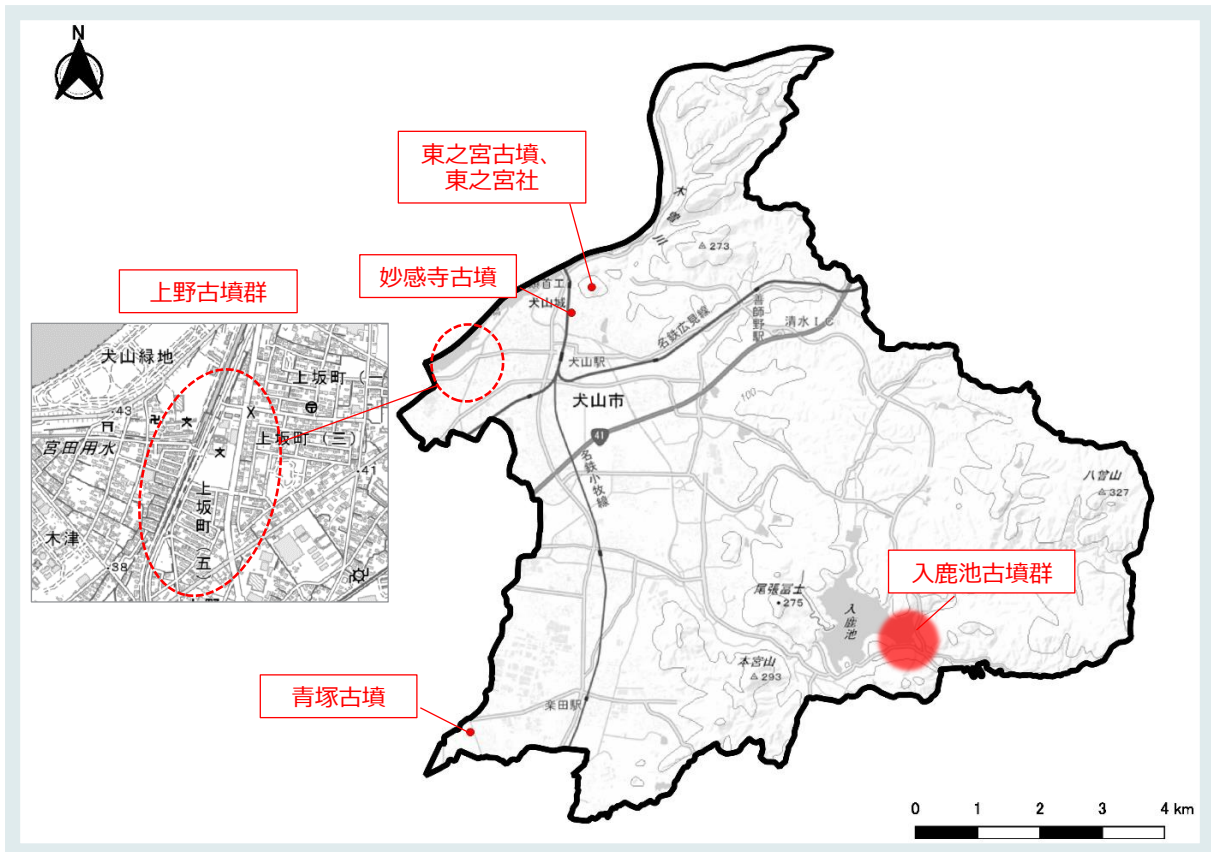 N
東之宮古墳、
東之宮社
妙感寺古墳
上野古墳群
木曽川
273
犬山城
犬山駅
名鉄広見線
善師野駅
清水IC
犬山市
41
名鉄小牧線
100
八曽山
327
犬山緑地
上坂町(
43
宮田用水
上坂町(三)
41
上坂町(五)
木津
38
入鹿池古墳群
尾張冨士
275
入鹿池
本宮山
293
青塚古墳
楽田駅
0 1 2 3 4 km